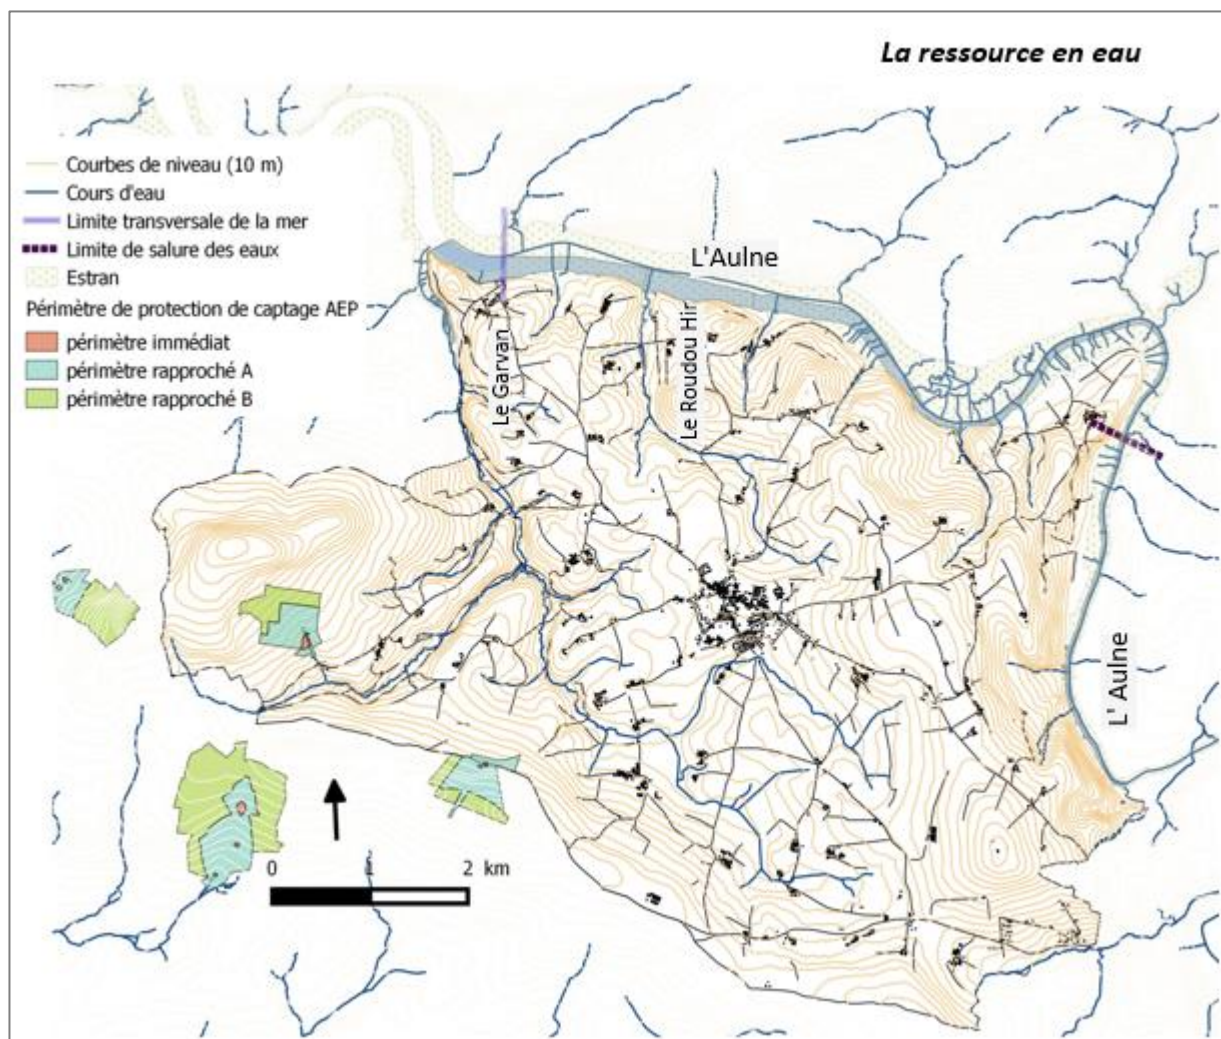 La ressource en eau
Courbes de niveau (10 m)
Cours d'eau
Limite transversale de la mer
Limite de salure des eaux
Estran
Périmètre de protection de captage AEP
périmètre immédiat
périmètre rapproché A
périmètre rapproché B
L'Aulne
Le Garvan
Le Roudou Hir
L' Aulne
0 1 2 km